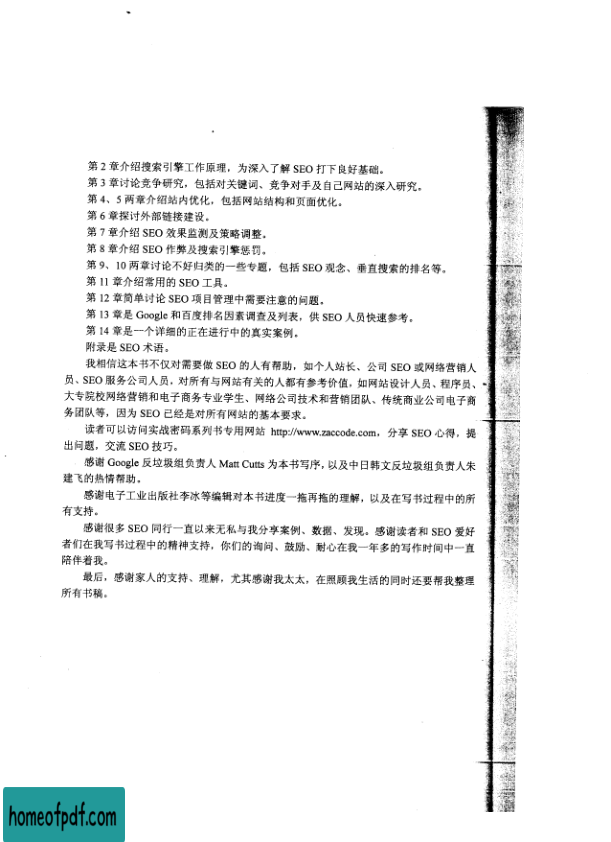 第 2 章介绍搜索引擎工作原理，为深入了解 SEO 打下良好基础。
第 3 章讨论竞争研究，包括对关键词、竞争对手及自己网站的深入研究。
第 4、5 两章介绍站内优化，包括网站结构和页面优化。
第 6 章探讨外部链接建设。
第 7 章介绍 SEO 效果监测及策略调整。
第 8 章介绍 SEO 作弊及搜索引擎惩罚。
第 9、10 两章讨论不好归类的一些专题，包括 SEO 观念、垂直搜索的排名等。
第 11 章介绍常用的 SEO 工具。
第 12 章简单讨论 SEO 项目管理中需要注意的问题。
第 13 章是 Google 和百度排名因素调查及列表，供 SEO 人员快速参考。
第 14 章是一个详细的正在进行中的真实案例。
附录是 SEO 术语。
我相信这本书不仅对需要做 SEO 的人有帮助，如个人站长、公司 SEO 或网络营销人
员、SEO 服务公司人员，对所有与网站有关的人都有参考价值，如网站设计人员、程序员、
大专院校网络营销和电子商务专业学生、网络公司技术和营销团队、传统商业公司电子商
务团队等，因为 SEO 已经是对所有网站的基本要求。
读者可以访问实战密码系列书专用网站 http://www.zaccode.com，分享 SEO 心得，提
出问题，交流 SEO 技巧。
感谢 Google 反垃圾组负责人 Matt Cutts 为本书写序，以及中日韩文反垃圾组负责人朱
建飞的热情帮助。
感谢电子工业出版社李冰等编辑对本书进度一拖再拖的理解，以及在写书过程中的所
有支持。
感谢很多 SEO 同行一直以来无私与我分享案例、数据、发现。感谢读者和 SEO 爱好
者们在我写书过程中的精神支持，你们的询问、鼓励、耐心在我一年多的写作时间中一直
陪伴着我。
最后，感谢家人的支持、理解，尤其感谢我太太，在照顾我生活的同时还要帮我整理
所有书稿。
homeofpdf.com